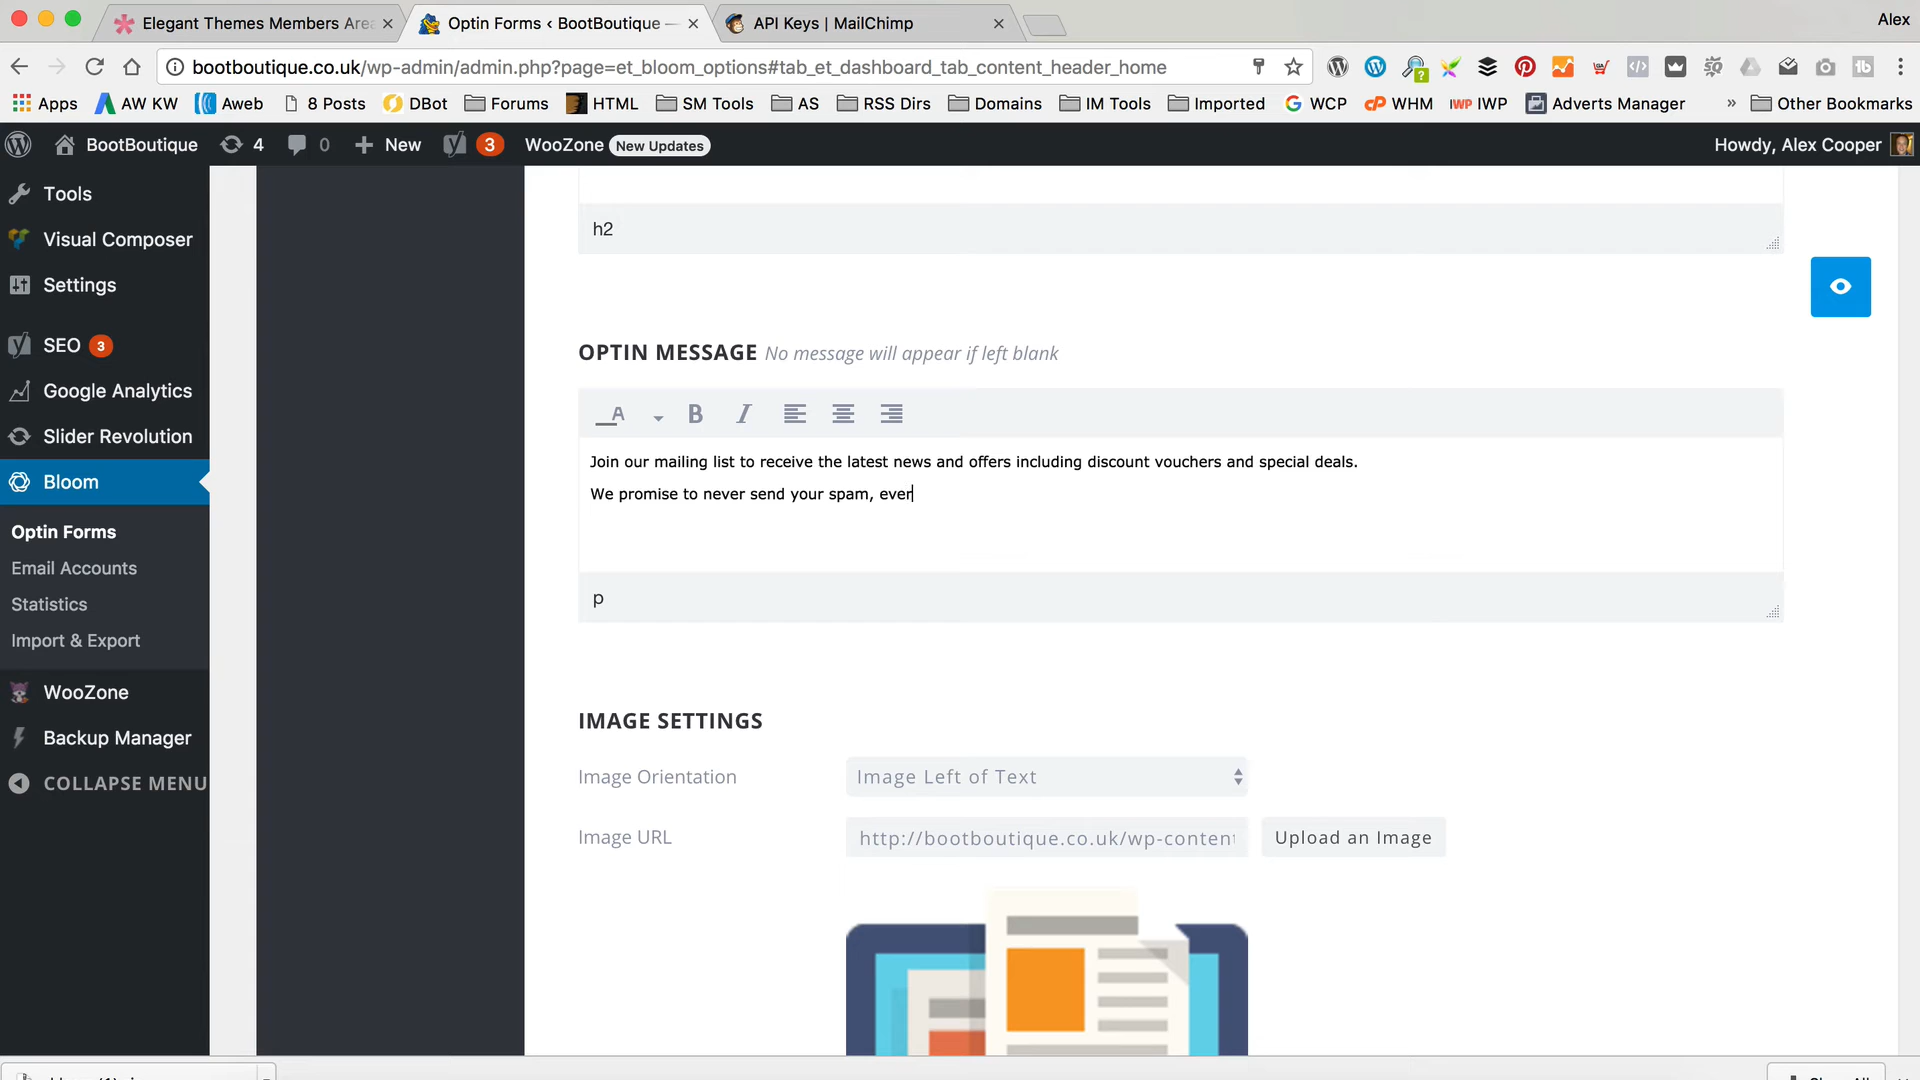 Elegant Themes Members Are
Optin Forms ‹ BootBoutique —
API Keys | MailChimp
Alex
bootboutique.co.uk/wp-admin/admin.php?page=et_bloom_options#tab_et_dashboard_tab_content_header_home
Apps
AW KW
Aweb
8 Posts
DBot
Forums
HTML
SM Tools
AS
RSS Dirs
Domains
IM Tools
Imported
WCP
WHM
IWP
Adverts Manager
»
Other Bookmarks
BootBoutique
4
0
New
3
WooZone
New Updates
Howdy, Alex Cooper
Tools
Visual Composer
Settings
SEO 3
Google Analytics
Slider Revolution
Bloom
Optin Forms
Email Accounts
Statistics
Import & Export
WooZone
Backup Manager
COLLAPSE MENU
h2
OPTIN MESSAGE No message will appear if left blank
A B I
Join our mailing list to receive the latest news and offers including discount vouchers and special deals.
We promise to never send your spam, ever
p
IMAGE SETTINGS
Image Orientation
Image Left of Text
Image URL
http://bootboutique.co.uk/wp-content
Upload an Image